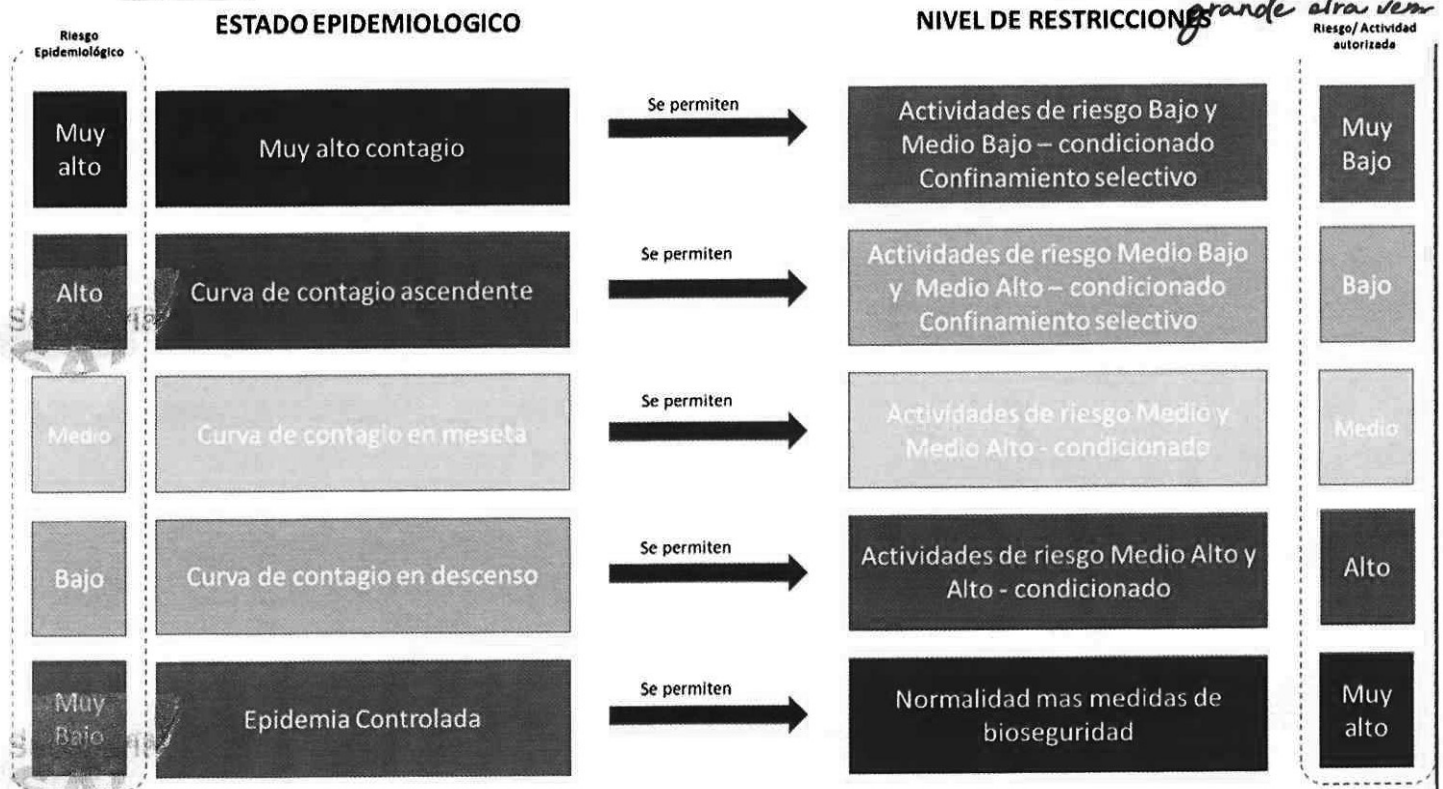 grande otra vem
ESTADO EPIDEMIOLOGICO
NIVEL DE RESTRICCIONES
Riesgo
Epidemiológico
Riesgo/ Actividad
autorizada
Muy
alto
Muy alto contagio
Se permiten
Actividades de riesgo Bajo y
Medio Bajo – condicionado
Confinamiento selectivo
Muy
Bajo
Alto
Curva de contagio ascendente
Se permiten
Actividades de riesgo Medio Bajo
y Medio Alto – condicionado
Confinamiento selectivo
Bajo
Medio
Curva de contagio en meseta
Se permiten
Actividades de riesgo Medio y
Medio Alto - condicionado
Medio
Bajo
Curva de contagio en descenso
Se permiten
Actividades de riesgo Medio Alto y
Alto - condicionado
Alto
Muy
Bajo
Epidemia Controlada
Se permiten
Normalidad mas medidas de
bioseguridad
Muy
alto